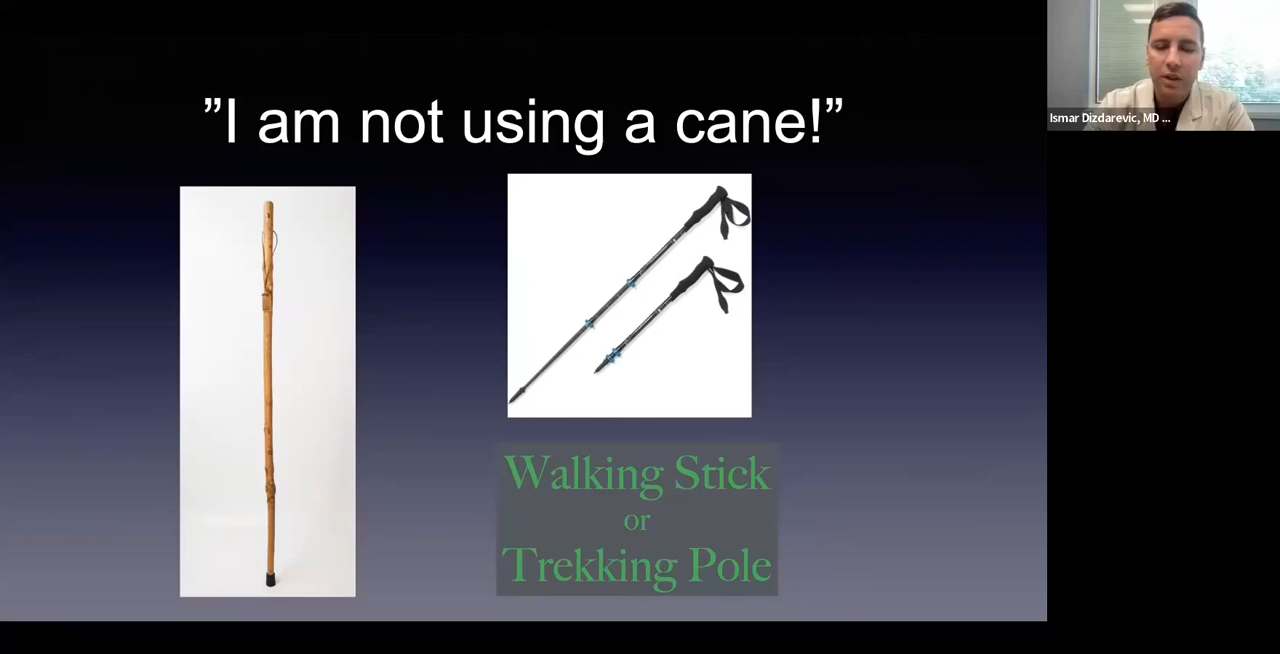 ”I am not using a cane!”
Ismar Dizdarevic, MD ...
Walking Stick
or
Trekking Pole